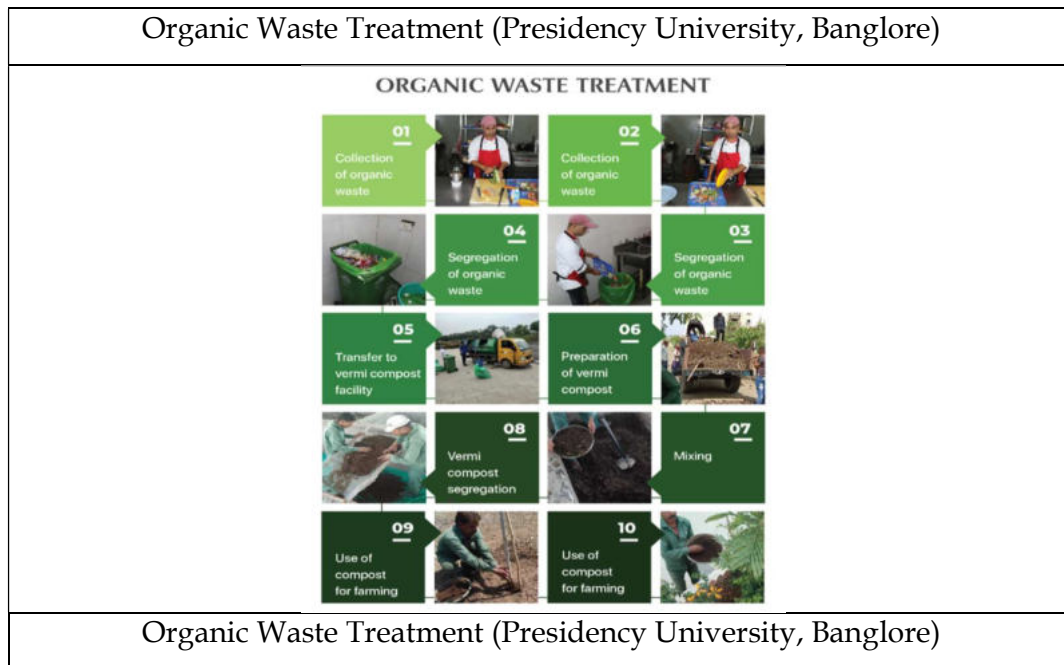 Organic Waste Treatment (Presidency University, Banglore)
ORGANIC WASTE TREATMENT
01
Collection
of organic
waste
02
Collection
of organic
waste
03
Segregation
of organic
waste
04
Segregation
of organic
waste
05
Transfer to
vermi compost
facility
06
Preparation
of vermi
compost
07
Mixing
08
Vermi
compost
segregation
09
Use of
compost
for farming
10
Use of
compost
for farming
Organic Waste Treatment (Presidency University, Banglore)